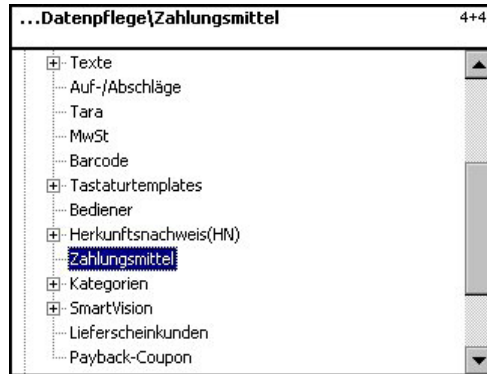 ...Datenpflege\Zahlungsmittel 4+4
Texte
Auf-/Abschläge
Tara
MwSt
Barcode
Tastaturtemplates
Bediener
Herkunftsnachweis(HN)
Zahlungsmittel
Kategorien
SmartVision
Lieferscheinkunden
Payback-Coupon